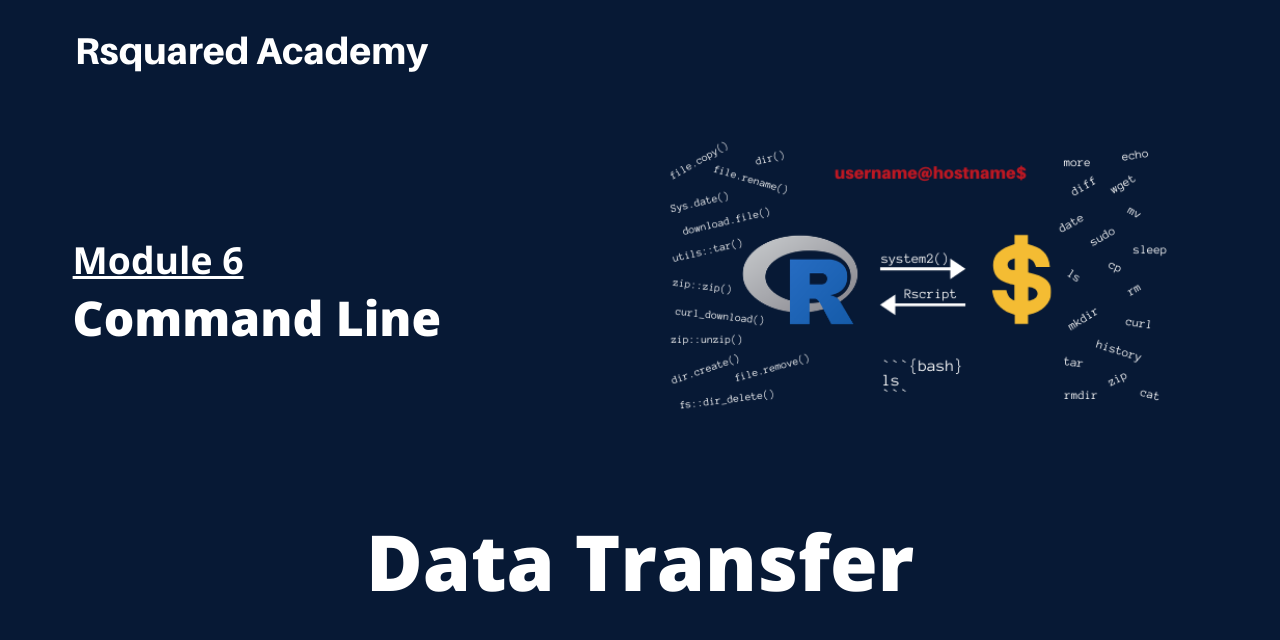 Rsquared Academy
Module 6
Command Line
file.copy()
dir()
file.rename()
Sys.date()
download.file()
utils::tar()
zip::zip()
curl_download()
zip::unzip()
dir.create()
file.remove()
fs::dir_delete()
username@hostname$
R
system2()
Rscript
$
```{bash}
ls
```
more
echo
diff
wget
date
mv
sudo
sleep
ls
cp
rm
mkdir
curl
history
tar
zip
rmdir
cat
Data Transfer